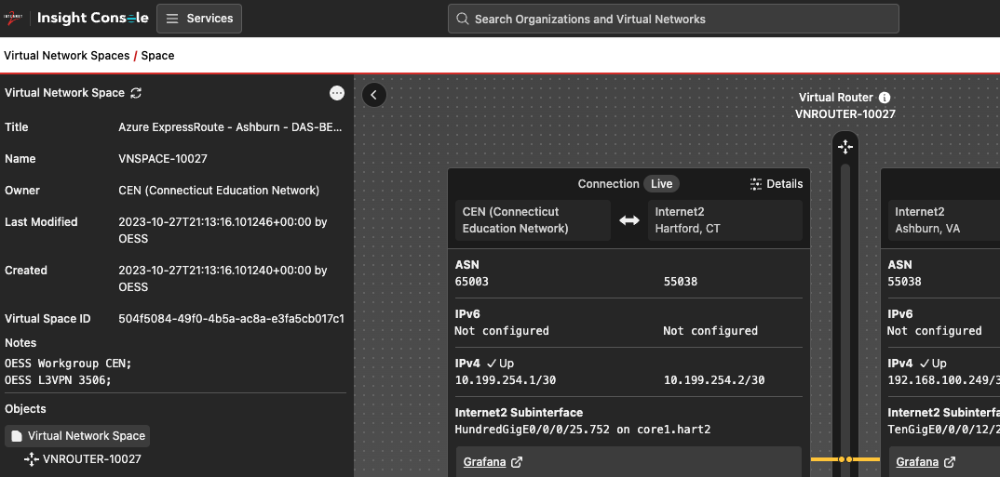 INTERNET
Insight Console
Services
Search Organizations and Virtual Networks
Virtual Network Spaces / Space
Virtual Network Space
Title Azure ExpressRoute - Ashburn - DAS-BE...
Name VNSPACE-10027
Owner CEN (Connecticut Education Network)
Last Modified 2023-10-27T21:13:16.101246+00:00 by
OESS
Created 2023-10-27T21:13:16.101240+00:00 by
OESS
Virtual Space ID 504f5084-49f0-4b5a-ac8a-e3fa5cb017c1
Notes
OESS Workgroup CEN;
OESS L3VPN 3506;
Objects
Virtual Network Space
VNROUTER-10027
Virtual Router
VNROUTER-10027
Connection Live Details
CEN (Connecticut
Education Network)
Internet2
Hartford, CT
ASN
65003 55038
IPv6
Not configured Not configured
IPv4 Up
10.199.254.1/30 10.199.254.2/30
Internet2 Subinterface
HundredGigE0/0/0/25.752 on core1.hart2
Grafana
Internet2
Ashburn, VA
ASN
55038
IPv6
Not configured
IPv4 Up
192.168.100.249/3
Internet2 Subinterfa
TenGigE0/0/0/12/2
Grafana